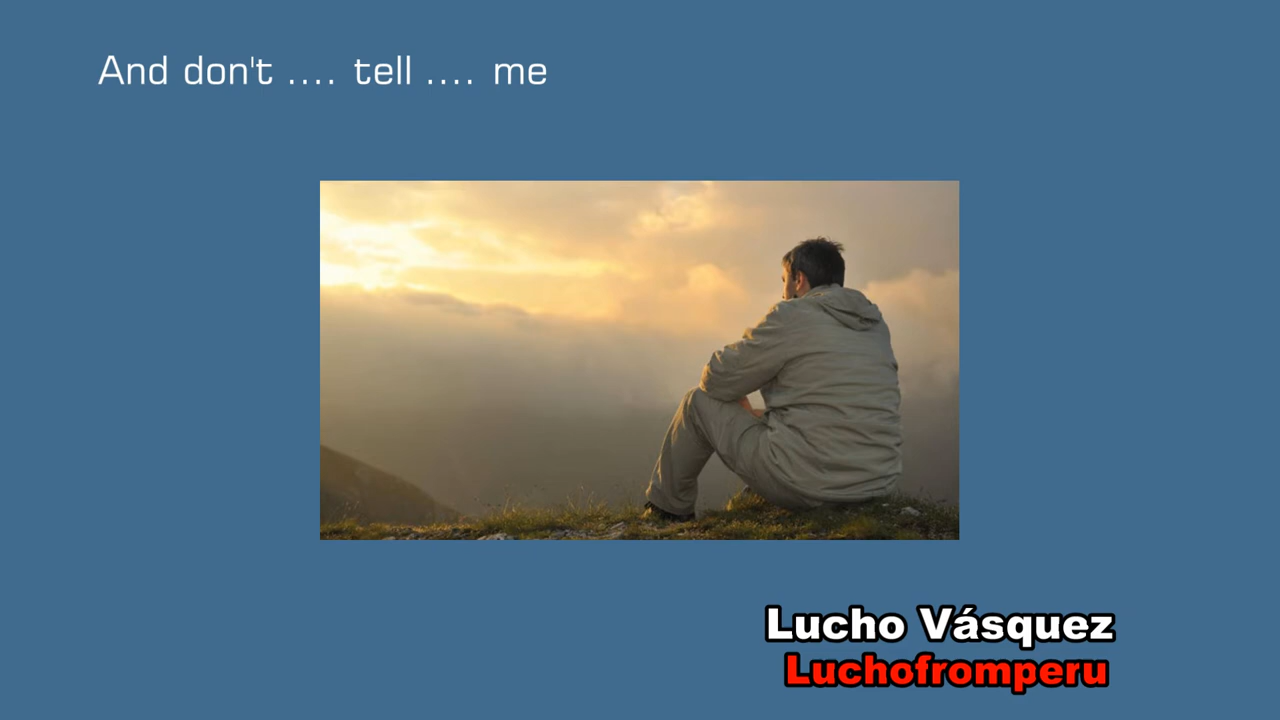 And don't .... tell .... me
Lucho Vásquez
Luchofromperu